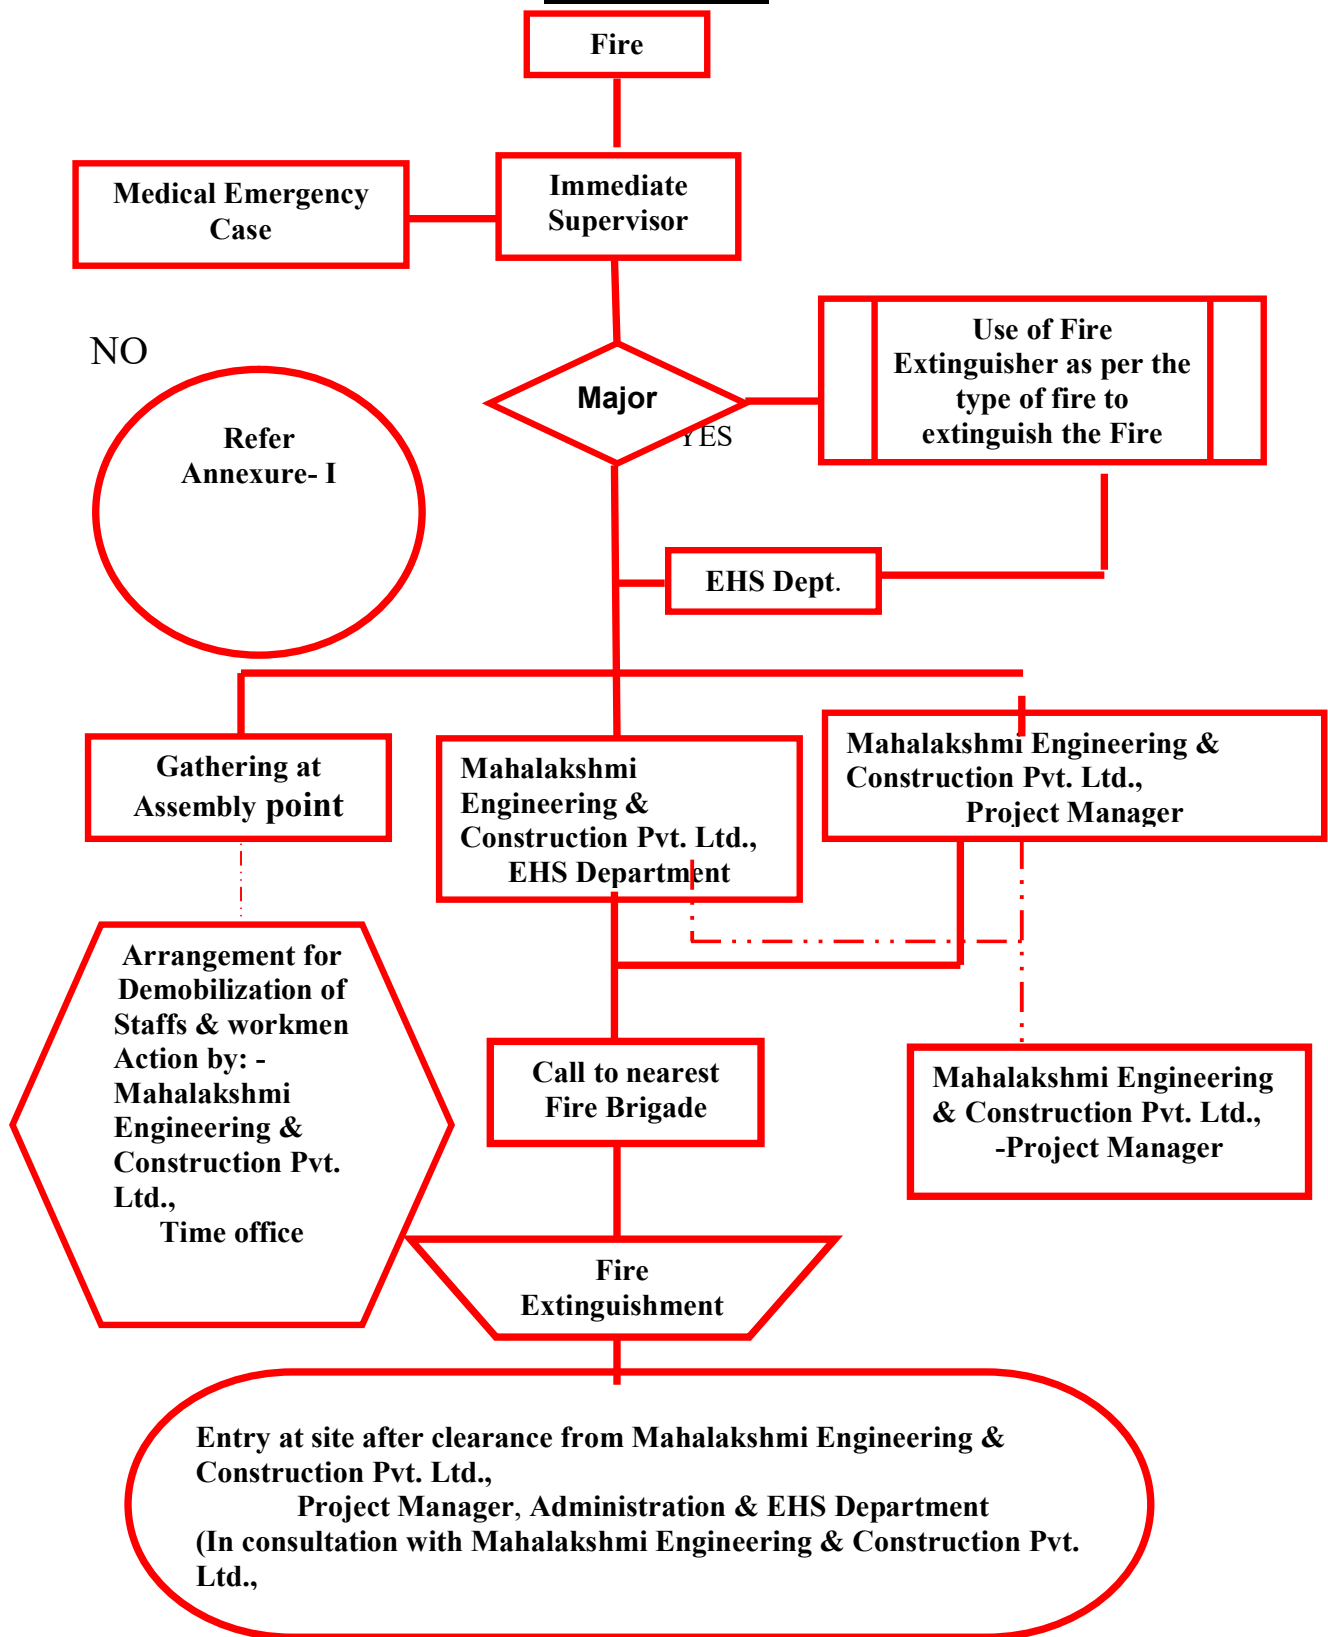 Fire
Immediate
Supervisor
Medical Emergency
Case
NO
Refer
Annexure- I
Major
YES
Use of Fire
Extinguisher as per the
type of fire to
extinguish the Fire
EHS Dept.
Gathering at
Assembly point
Mahalakshmi
Engineering &
Construction Pvt. Ltd.,
EHS Department
Mahalakshmi Engineering &
Construction Pvt. Ltd.,
Project Manager
Arrangement for
Demobilization of
Staffs & workmen
Action by: -
Mahalakshmi
Engineering &
Construction Pvt.
Ltd.,
Time office
Call to nearest
Fire Brigade
Mahalakshmi Engineering
& Construction Pvt. Ltd.,
-Project Manager
Fire
Extinguishment
Entry at site after clearance from Mahalakshmi Engineering &
Construction Pvt. Ltd.,
Project Manager, Administration & EHS Department
(In consultation with Mahalakshmi Engineering & Construction Pvt.
Ltd.,